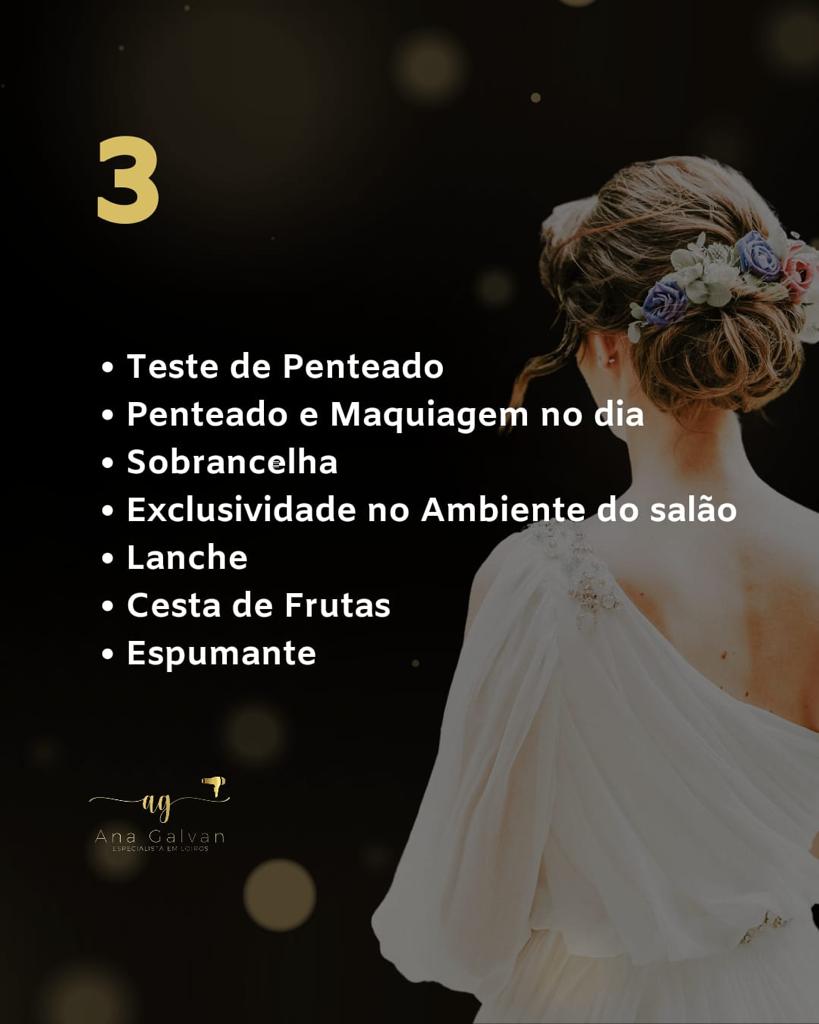 3
• Teste de Penteado
• Penteado e Maquiagem no dia
• Sobrancelha
• Exclusividade no Ambiente do salão
• Lanche
• Cesta de Frutas
• Espumante
ag
Ana Galvan
ESPECIALISTA EM LOIROS